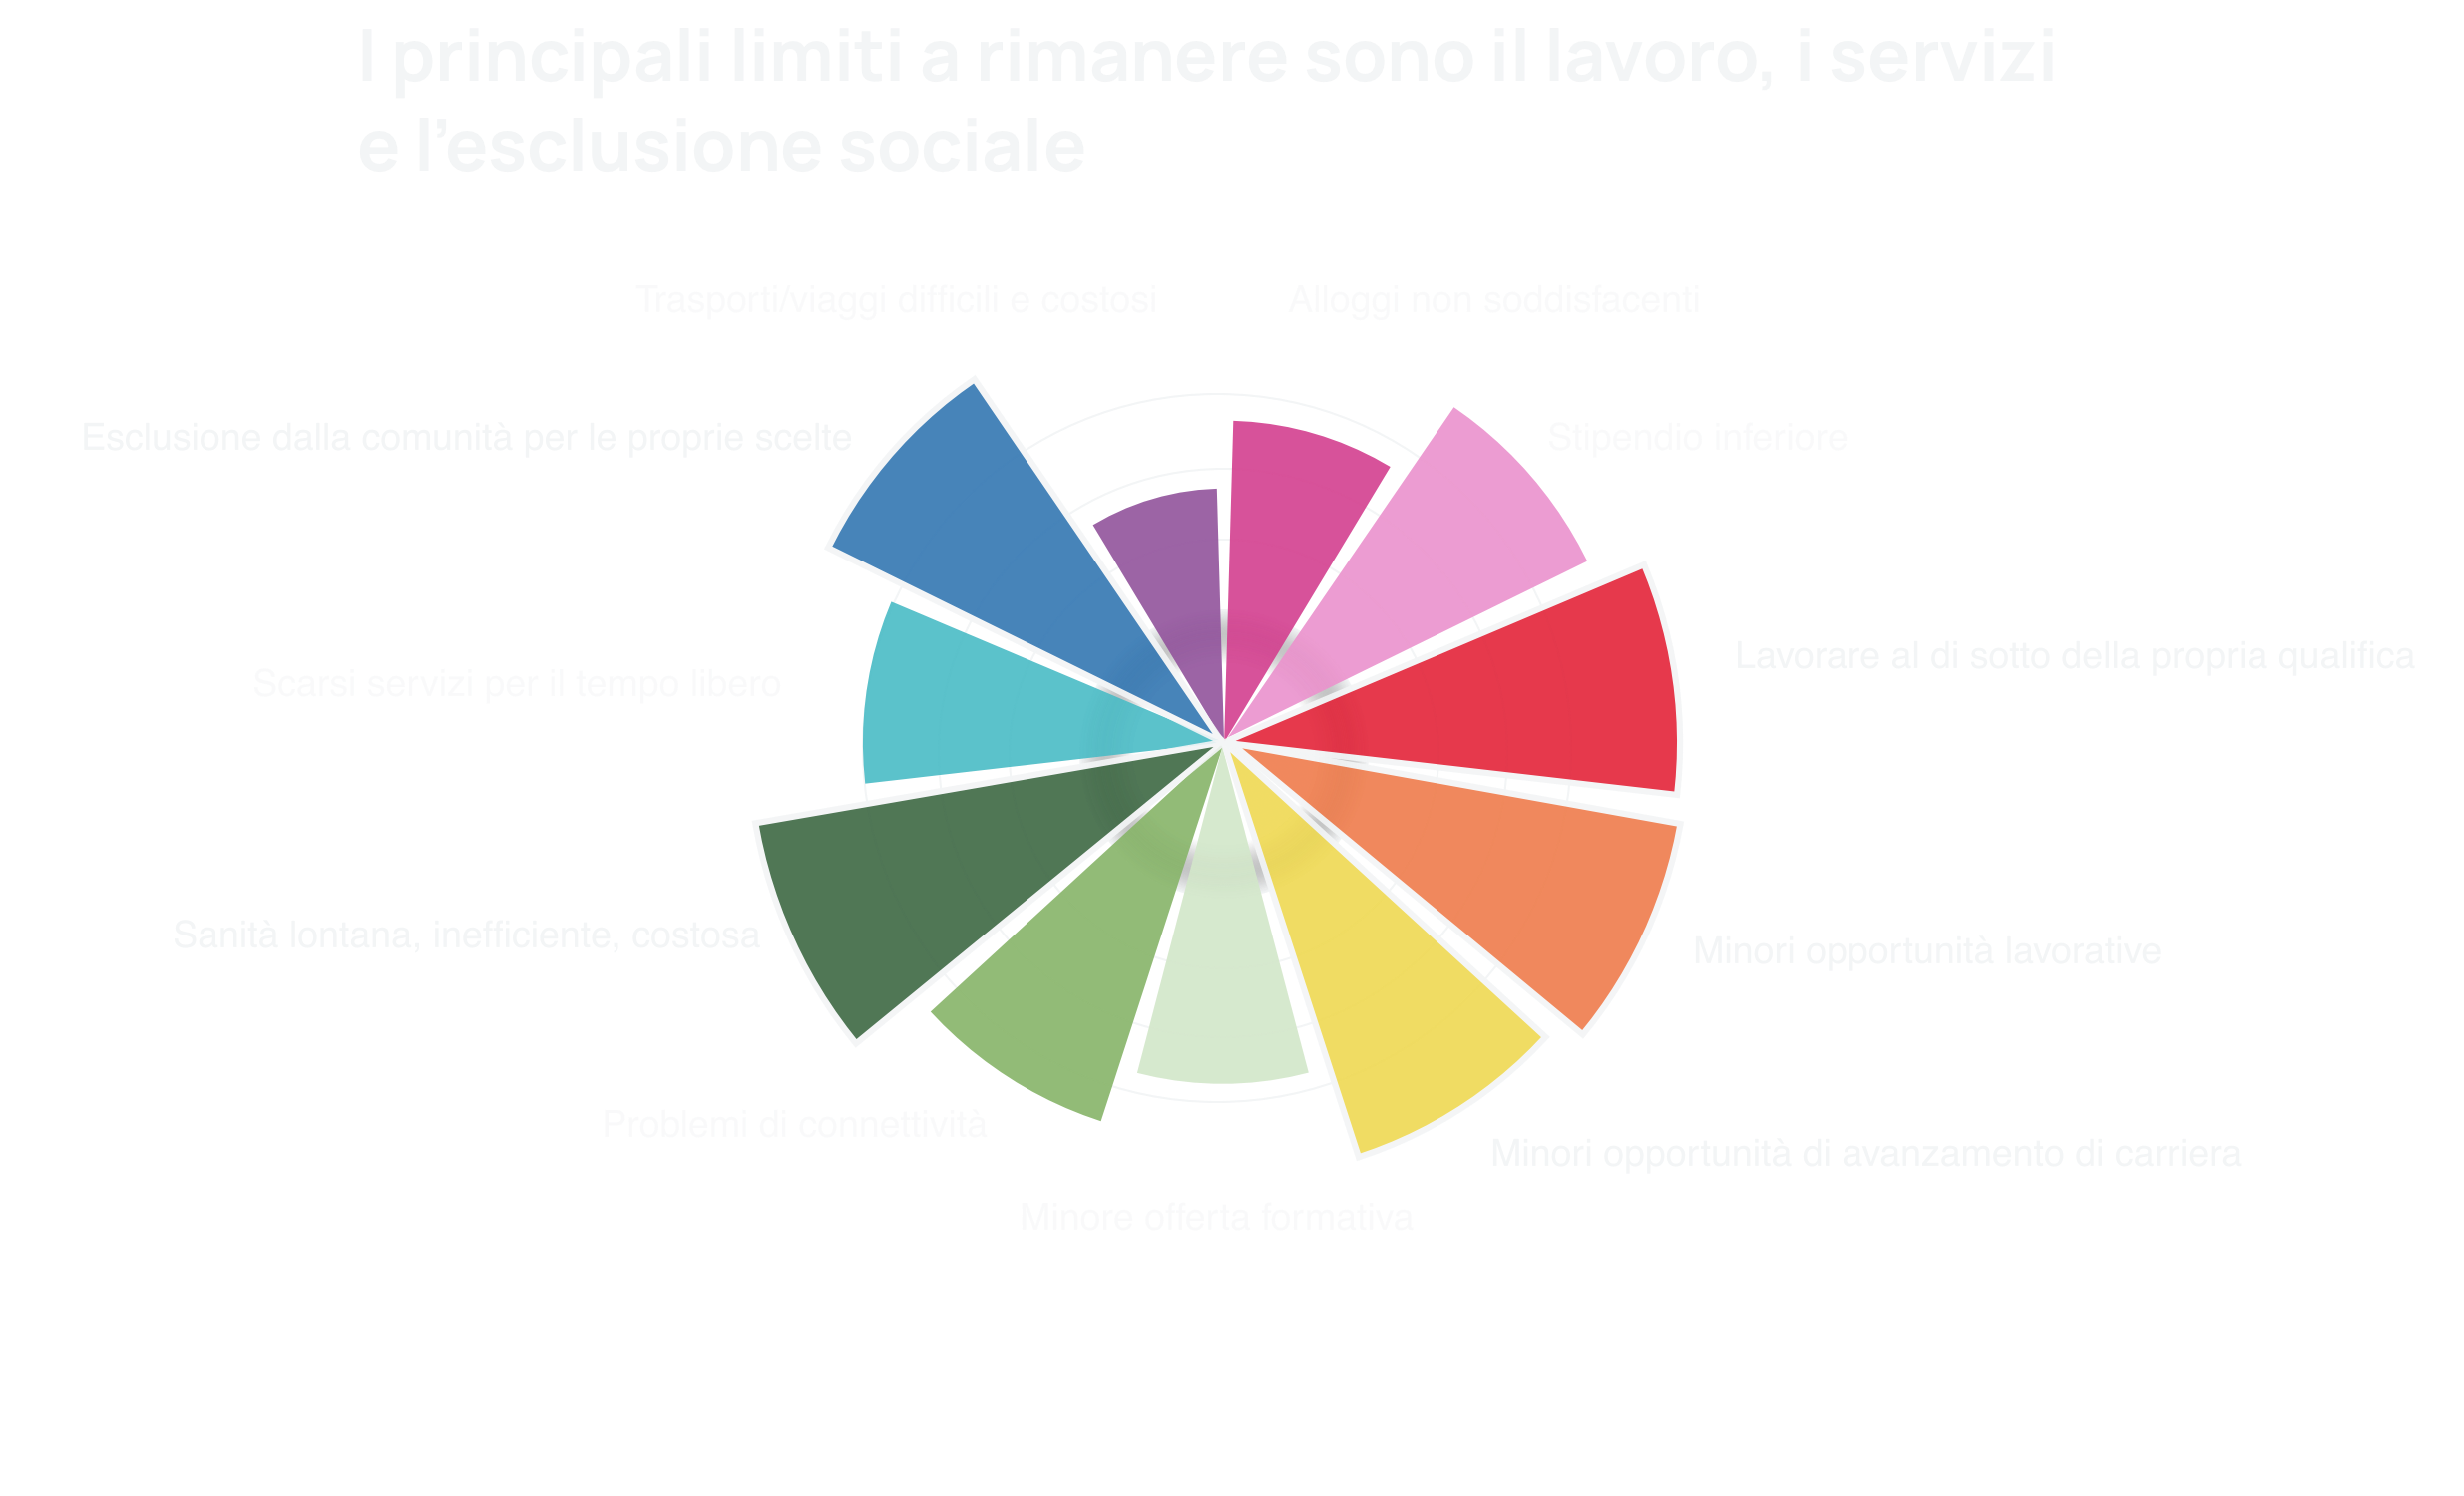 I principali limiti a rimanere sono il lavoro, i servizi
e l’esclusione sociale
Trasporti/viaggi difficili e costosi
Alloggi non soddisfacenti
Esclusione dalla comunità per le proprie scelte
Stipendio inferiore
Lavorare al di sotto della propria qualifica
Scarsi servizi per il tempo libero
Sanità lontana, inefficiente, costosa
Minori opportunità lavorative
Problemi di connettività
Minori opportunità di avanzamento di carriera
Minore offerta formativa